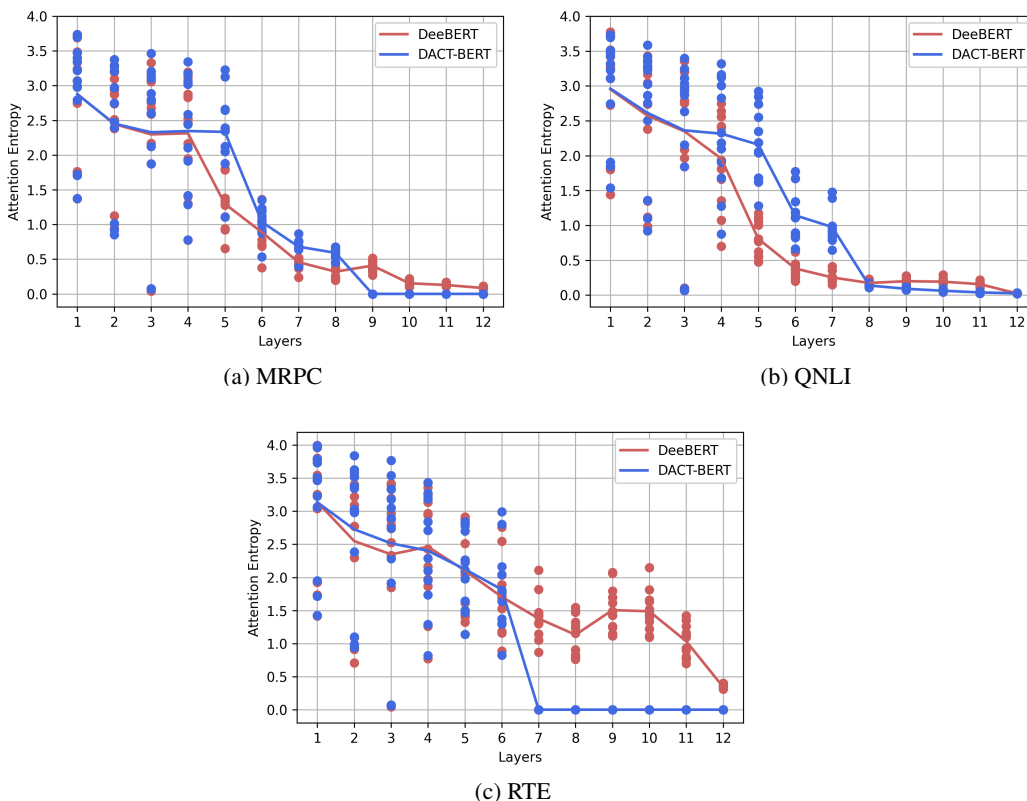 4.0
3.5
3.0
2.5
2.0
1.5
1.0
0.5
0.0
Attention Entropy
DeeBERT
DACT-BERT
1 2 3 4 5 6 7 8 9 10 11 12
Layers
(a) MRPC
4.0
3.5
3.0
2.5
2.0
1.5
1.0
0.5
0.0
Attention Entropy
DeeBERT
DACT-BERT
1 2 3 4 5 6 7 8 9 10 11 12
Layers
(b) QNLI
4.0
3.5
3.0
2.5
2.0
1.5
1.0
0.5
0.0
Attention Entropy
DeeBERT
DACT-BERT
1 2 3 4 5 6 7 8 9 10 11 12
Layers
(c) RTE